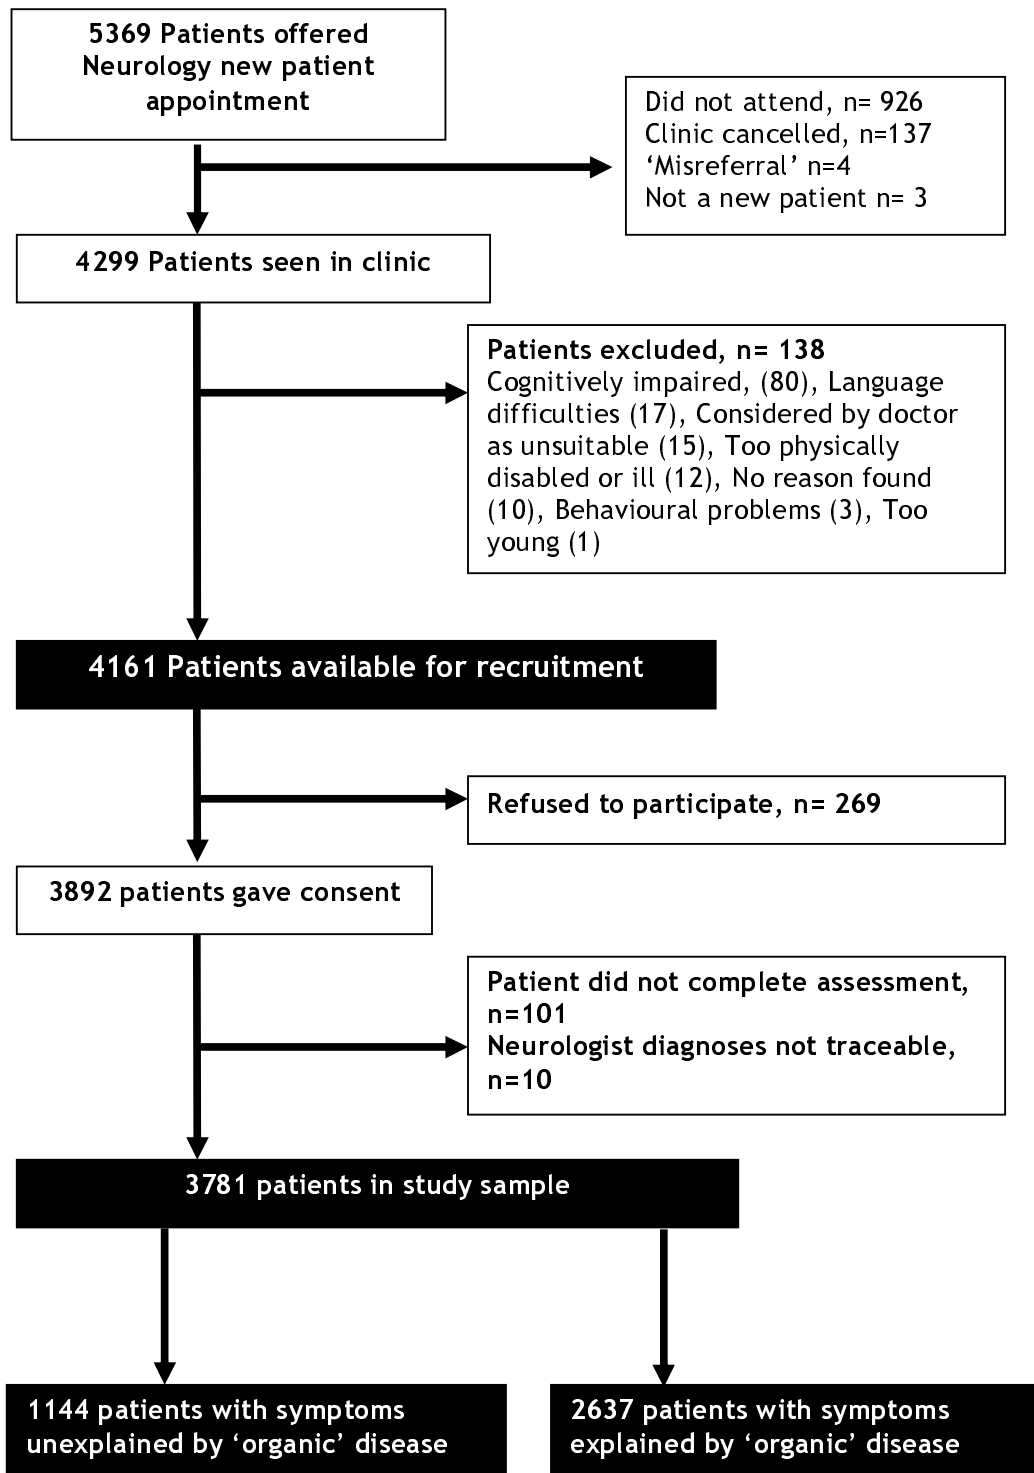 5369 Patients offered
Neurology new patient
appointment
Did not attend, n= 926
Clinic cancelled, n=137
‘Misreferral’ n=4
Not a new patient n= 3
4299 Patients seen in clinic
Patients excluded, n= 138
Cognitively impaired, (80), Language
difficulties (17), Considered by doctor
as unsuitable (15), Too physically
disabled or ill (12), No reason found
(10), Behavioural problems (3), Too
young (1)
4161 Patients available for recruitment
Refused to participate, n= 269
3892 patients gave consent
Patient did not complete assessment,
n=101
Neurologist diagnoses not traceable,
n=10
3781 patients in study sample
1144 patients with symptoms
unexplained by ‘organic’ disease
2637 patients with symptoms
explained by ‘organic’ disease